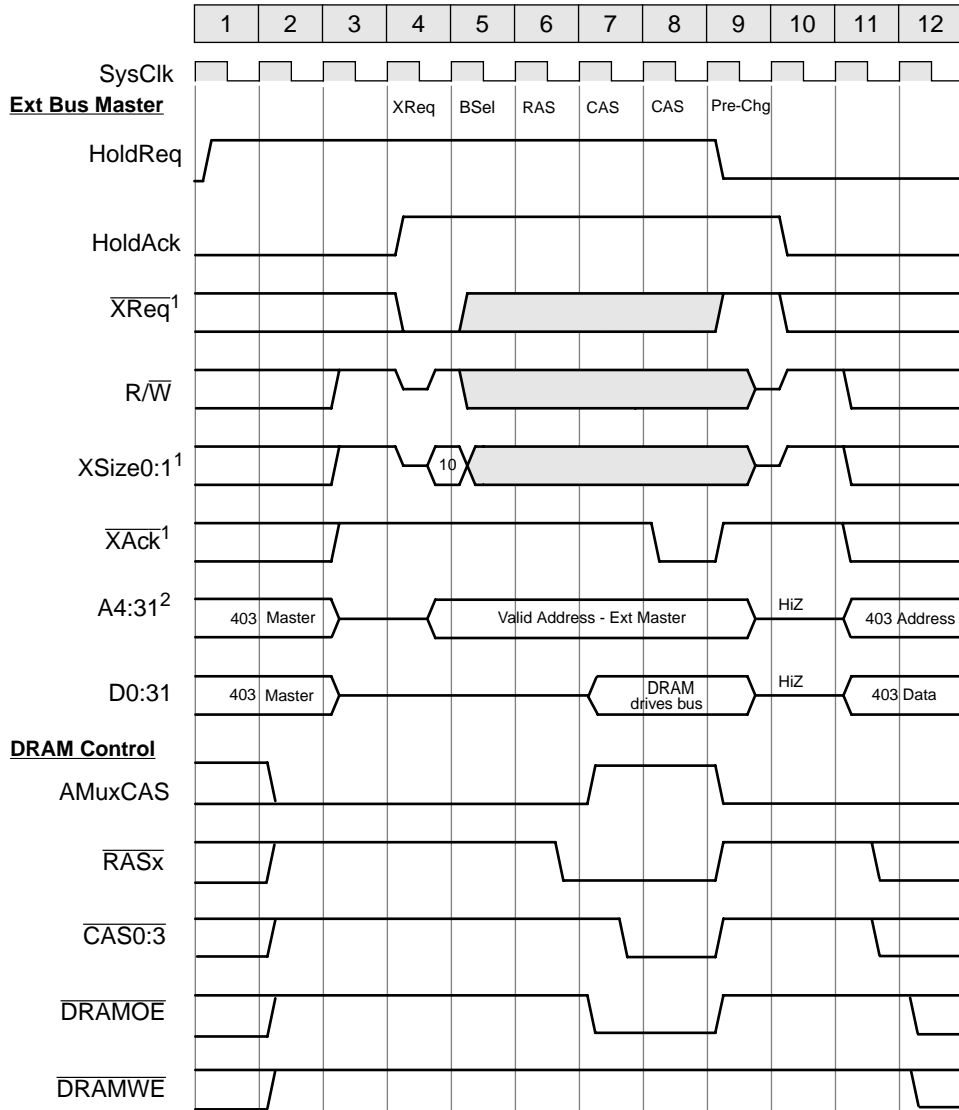 1 2 3 4 5 6 7 8 9 10 11 12
SysClk
Ext Bus Master XReq BSel RAS CAS CAS Pre-Chg
HoldReq
HoldAck
XReq1
R/W
XSize0:11 10
XAck1
A4:312 403 Master Valid Address - Ext Master HiZ 403 Address
D0:31 403 Master DRAM drives bus HiZ 403 Data
DRAM Control
AMuxCAS
RASx
CAS0:3
DRAMOE
DRAMWE